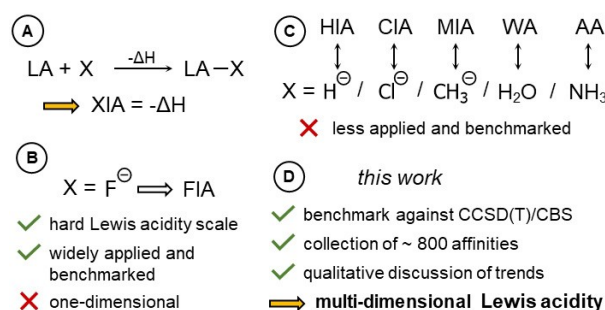 A
-ΔH
LA + X LA–X
XIA = -ΔH
B
X = F⊖ ⇒ FIA
hard Lewis acidity scale
widely applied and
benchmarked
one-dimensional
C
HIA CIA MIA WA AA
X = H⊖ / Cl⊖ / CH₃⊖ / H₂O / NH₃
less applied and benchmarked
D this work
benchmark against CCSD(T)/CBS
collection of ~ 800 affinities
qualitative discussion of trends
multi-dimensional Lewis acidity